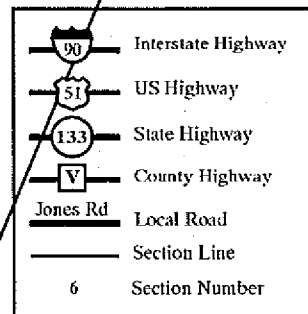 90 Interstate Highway
51 US Highway
133 State Highway
V County Highway
Jones Rd Local Road
Section Line
6 Section Number